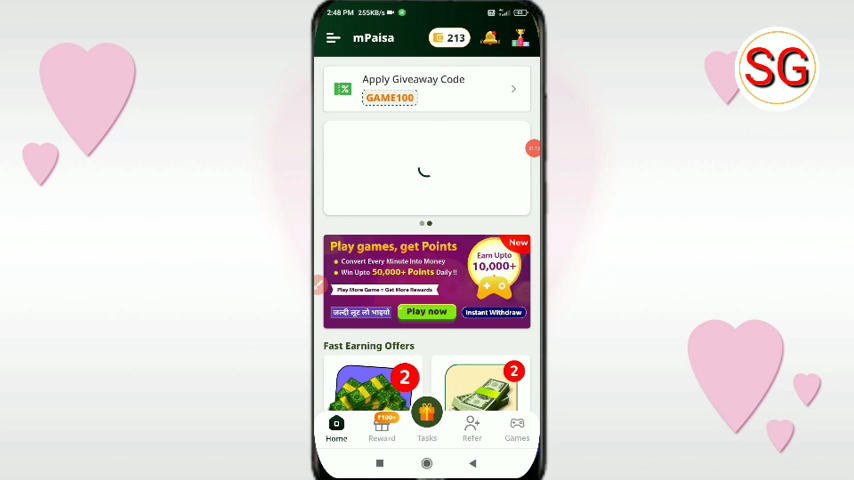 2:48 PM 255KB/s
mPaisa
213
SG
Apply Giveaway Code
GAME100
Play games, get Points
New
Convert Every Minute Into Money
Win Upto 50,000+ Points Daily !!
Earn Upto
10,000+
Play More Game = Get More Rewards
जल्दी लूट लो भाइयो
Play now
Instant Withdraw
Fast Earning Offers
2
2
₹100+
Home
Reward
Tasks
Refer
Games